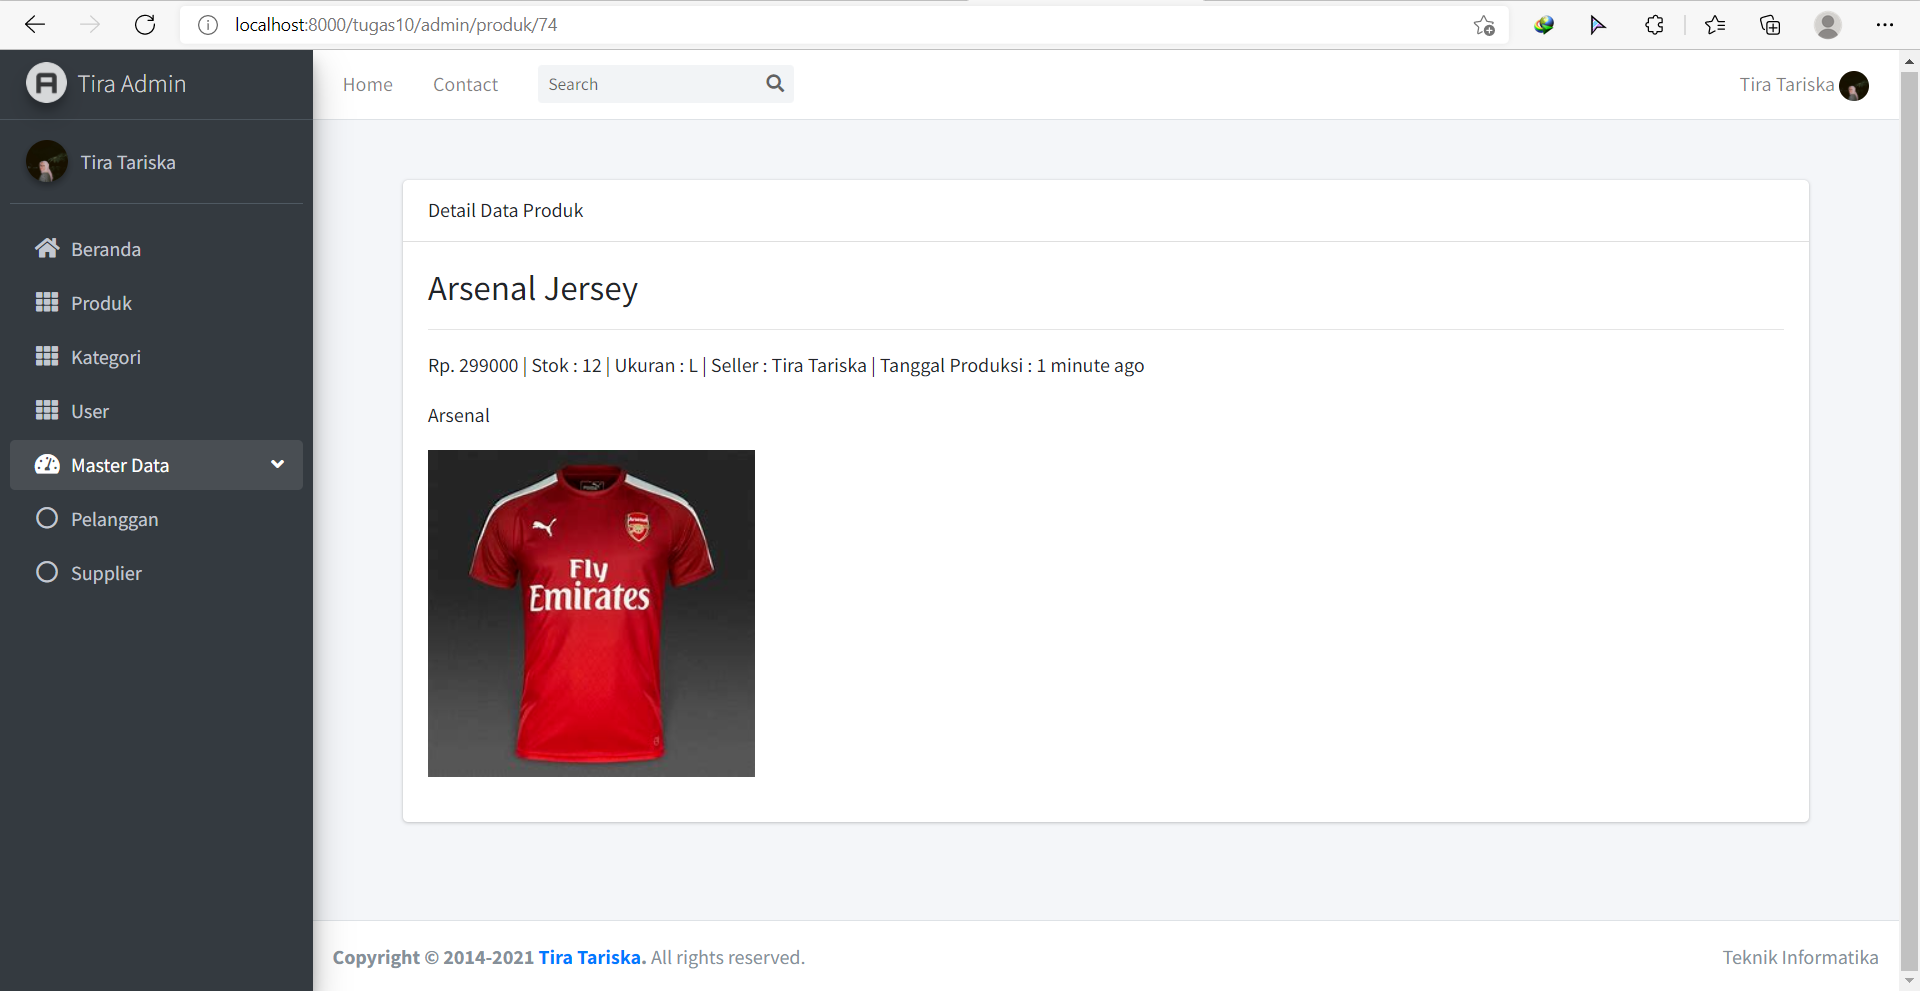 localhost:8000/tugas10/admin/produk/74
Tira Admin
Home Contact Search Tira Tariska
Tira Tariska
Beranda
Produk
Kategori
User
Master Data
Pelanggan
Supplier
Detail Data Produk
Arsenal Jersey
Rp. 299000 | Stok : 12 | Ukuran : L | Seller : Tira Tariska | Tanggal Produksi : 1 minute ago
Arsenal
Arsenal
Fly
Emirates
Copyright © 2014-2021 Tira Tariska. All rights reserved.
Teknik Informatika